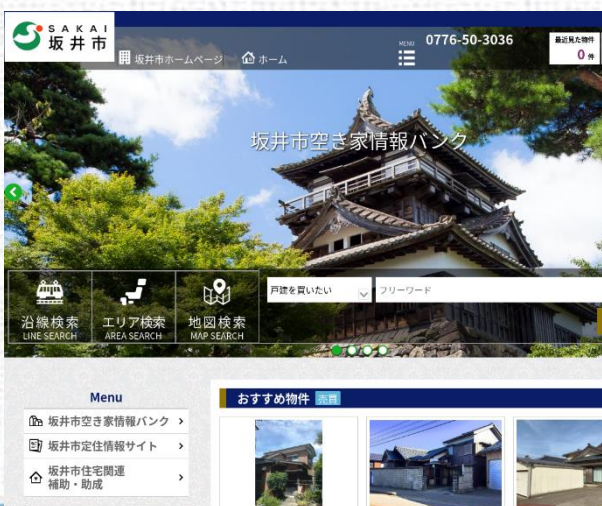 SAKAI
坂井市
坂井市ホームページ
ホーム
MENU
0776-50-3036
最近見た物件
0 件
坂井市空き家情報バンク
沿線検索
LINE SEARCH
エリア検索
AREA SEARCH
地図検索
MAP SEARCH
戸建を買いたい
フリーワード
Menu
坂井市空き家情報バンク
坂井市定住情報サイト
坂井市住宅関連
補助・助成
おすすめ物件 売買